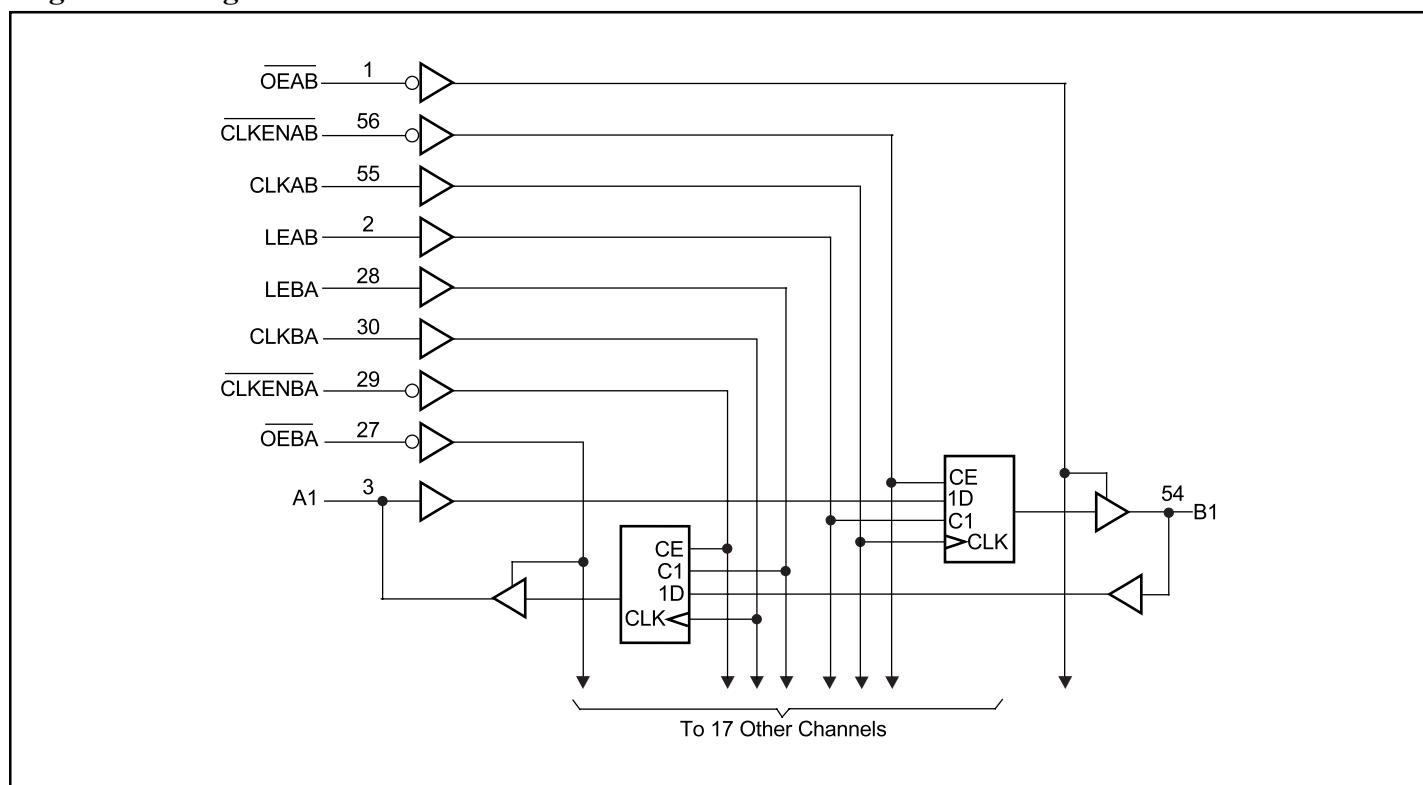 OEAB 1
CLKENAB 56
CLKAB 55
LEAB 2
LEBA 28
CLKBA 30
CLKENBA 29
OEBA 27
A1 3
CE
1D
C1
CLK
54
B1
CE
C1
1D
CLK
To 17 Other Channels